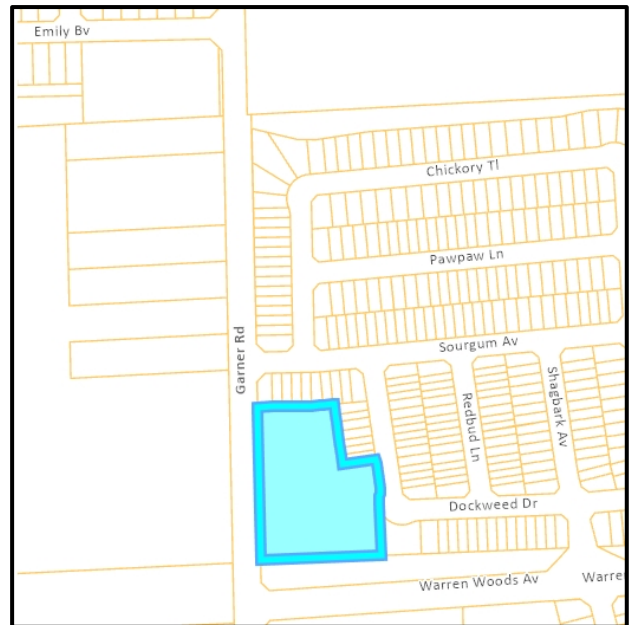 Emily Bv
Chickory Tl
Pawpaw Ln
Garner Rd
Sourgum Av
Redbud Ln
Shagbark Av
Dockweed Dr
Warren Woods Av
Warre